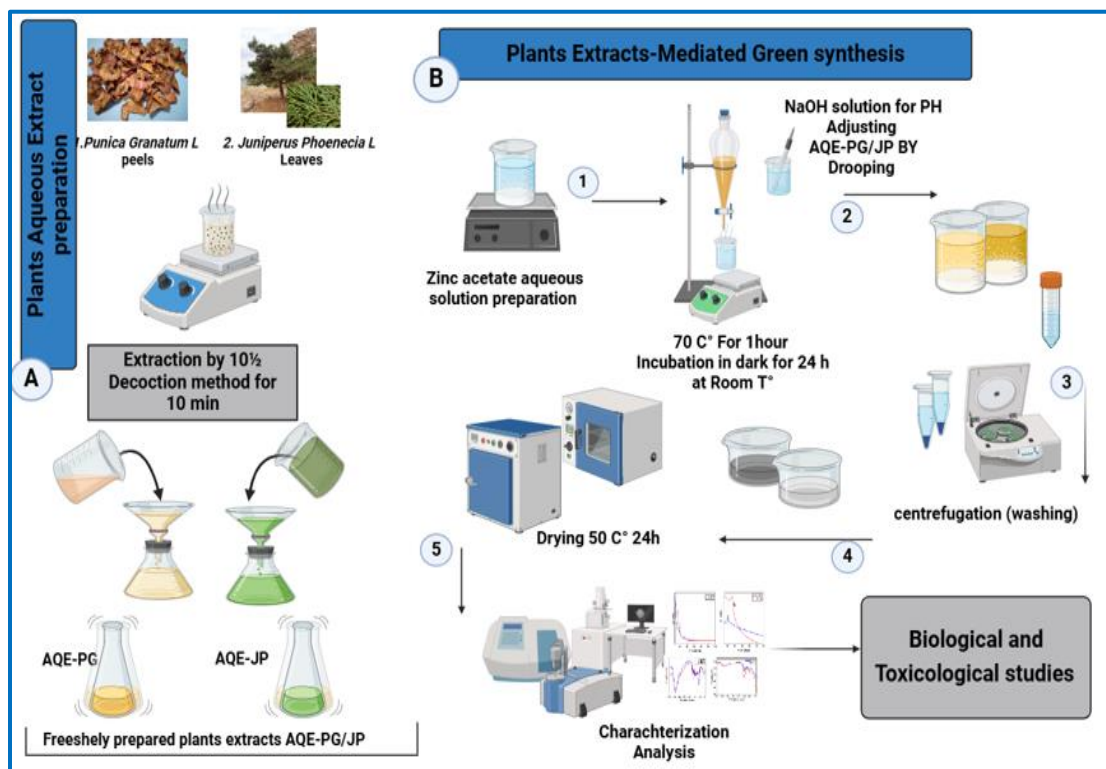 Plants Aqueous Extract
preparation
A
1.Punica Granatum L
peels
2. Juniperus Phoenecia L
Leaves
Extraction by 10½
Decoction method for
10 min
AQE-PG
AQE-JP
Freeshely prepared plants extracts AQE-PG/JP
B
Plants Extracts-Mediated Green synthesis
Zinc acetate aqueous
solution preparation
1
NaOH solution for PH
Adjusting
AQE-PG/JP BY
Drooping
2
70 C° For 1hour
Incubation in dark for 24 h
at Room T°
3
centrefugation (washing)
4
Drying 50 C° 24h
5
Charachterization
Analysis
Biological and
Toxicological studies